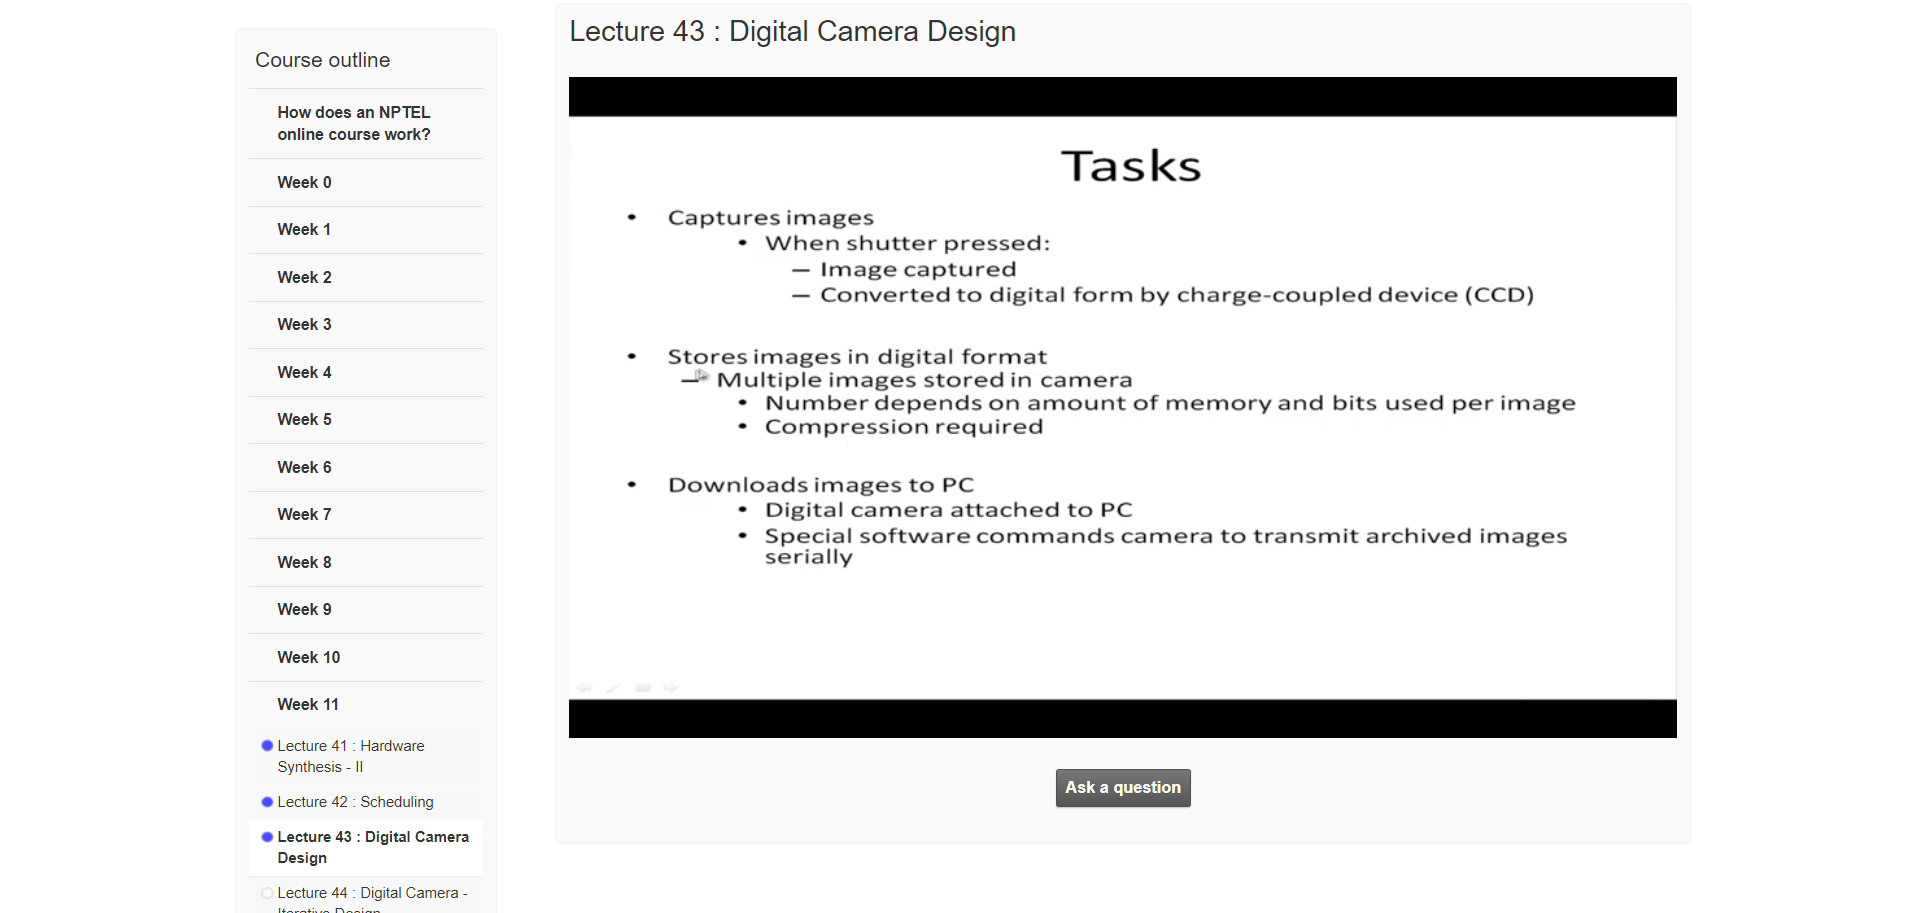 Course outline
How does an NPTEL
online course work?
Week 0
Week 1
Week 2
Week 3
Week 4
Week 5
Week 6
Week 7
Week 8
Week 9
Week 10
Week 11
Lecture 41 : Hardware
Synthesis - II
Lecture 42 : Scheduling
Lecture 43 : Digital Camera
Design
Lecture 44 : Digital Camera -
Iterative Design
Lecture 43 : Digital Camera Design
Tasks
• Captures images
• When shutter pressed:
– Image captured
– Converted to digital form by charge-coupled device (CCD)
• Stores images in digital format
– Multiple images stored in camera
• Number depends on amount of memory and bits used per image
• Compression required
• Downloads images to PC
• Digital camera attached to PC
• Special software commands camera to transmit archived images
serially
Ask a question